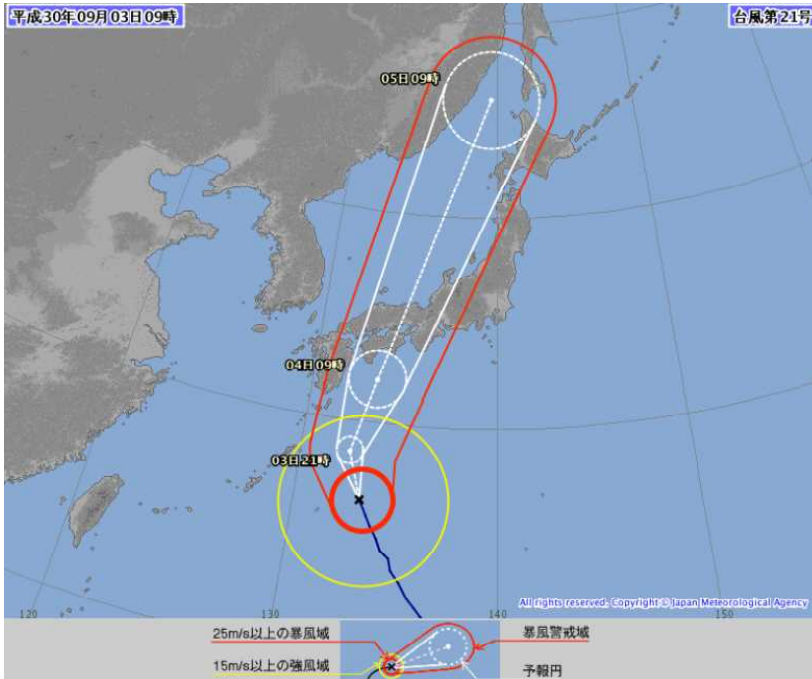 平成30年09月03日09時
台風第21号
05日09時
04日09時
03日21時
All rights reserved. Copyright © Japan Meteorological Agency
120
130
140
150
25m/s以上の暴風域
暴風警戒域
15m/s以上の強風域
予報円